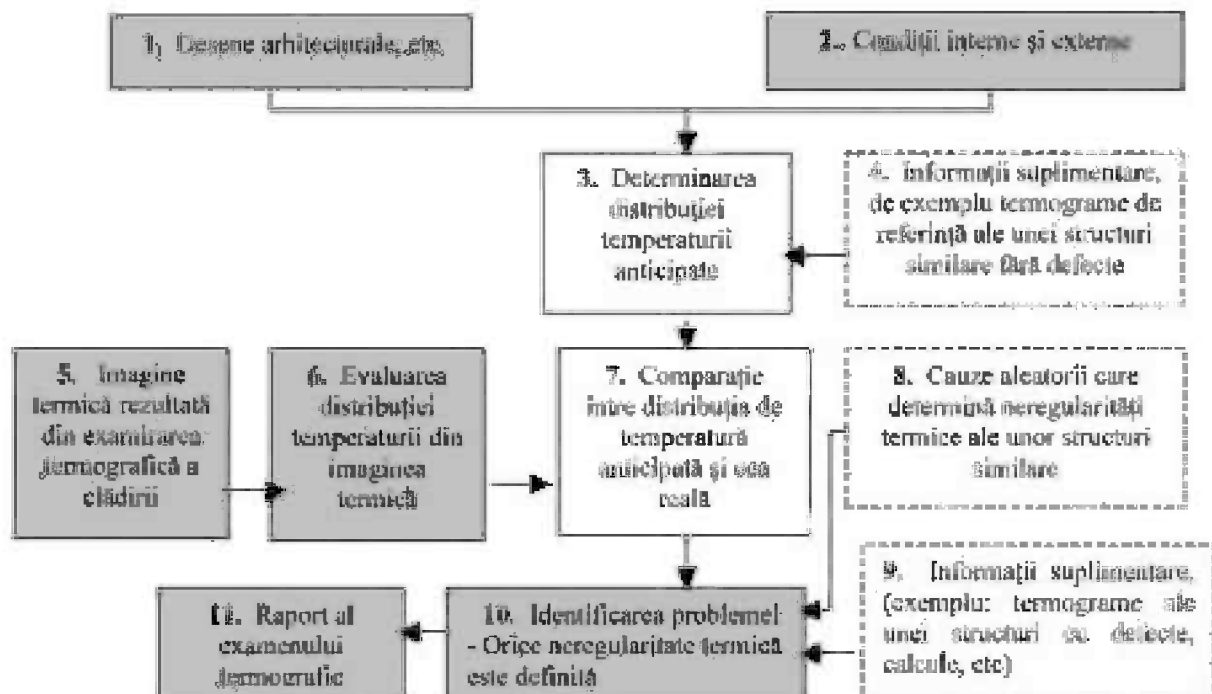 1. Desene arhitecturale, etc.
2. Condiții interne și externe
3. Determinarea
distribuției
temperaturii
anticipate
4. Informații suplimentare,
de exemplu termograme de
referință ale unei structuri
similare fără defecte
5. Imagine
termică rezultată
din examinarea
termografică a
clădirii
6. Evaluarea
distribuției
temperaturii din
imaginea
termică
7. Comparație
între distribuția de
temperatură
anticipată și cea
reală
8. Cauze aleatorii care
determină neregularități
termice ale unor structuri
similare
9. Informații suplimentare,
(exemplu: termograme ale
unei structuri cu defecte,
calcule, etc)
10. Identificarea problemei
- Orice neregularitate termică
este definită
11. Raport al
examenului
termografic